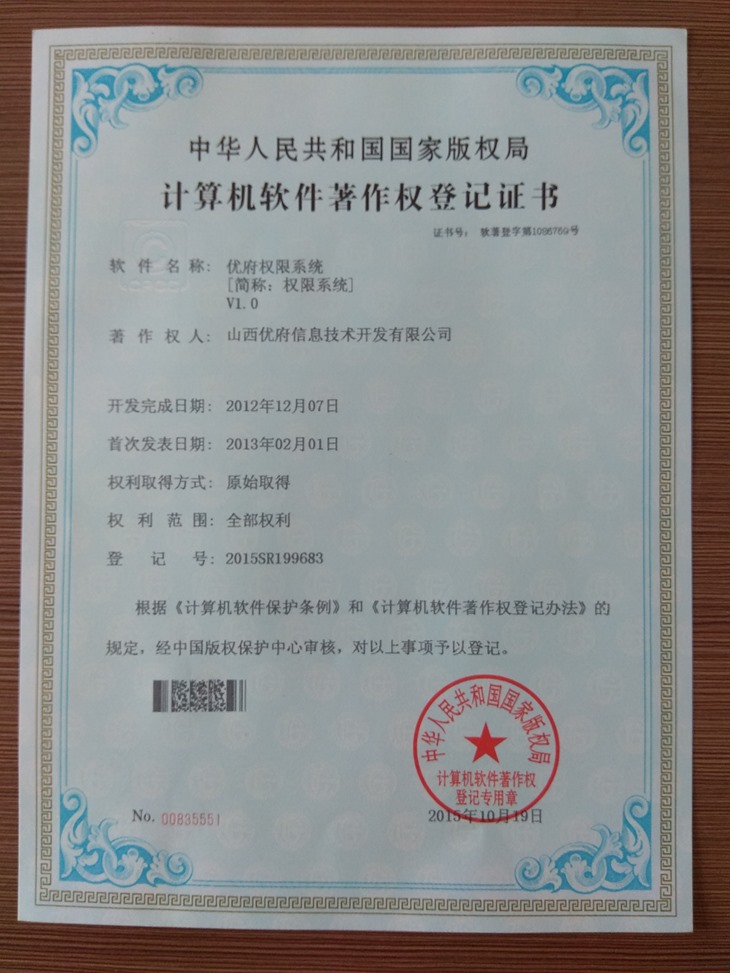 中华人民共和国国家版权局
计算机软件著作权登记证书
证书号: 软著登字第1086769号
软件名称: 优府权限系统
[简称：权限系统]
V1.0
著作权人: 山西优府信息技术开发有限公司
开发完成日期: 2012年12月07日
首次发表日期: 2013年02月01日
权利取得方式: 原始取得
权利范围: 全部权利
登记号: 2015SR199683
根据《计算机软件保护条例》和《计算机软件著作权登记办法》的
规定，经中国版权保护中心审核，对以上事项予以登记。
中华人民共和国国家版权局
计算机软件著作权
登记专用章
No. 00835551
2015年10月19日